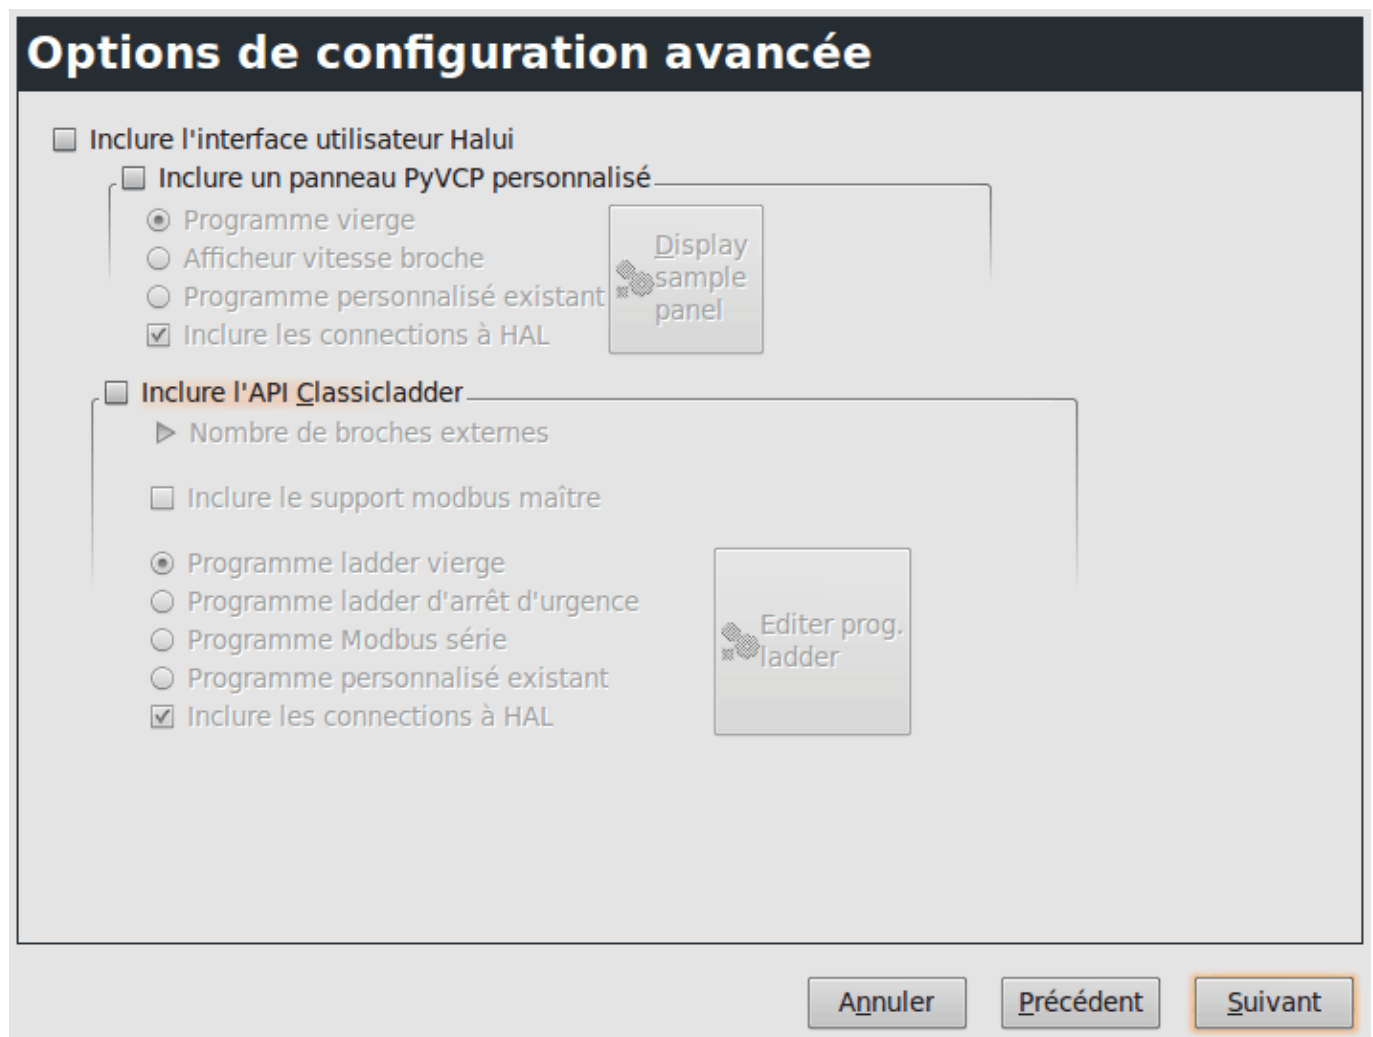 Options de configuration avancée
Inclure l'interface utilisateur Halui
Inclure un panneau PyVCP personnalisé
Programme vierge
Afficheur vitesse broche
Programme personnalisé existant
Inclure les connections à HAL
Display
sample
panel
Inclure l'API Classicladder
Nombre de broches externes
Inclure le support modbus maître
Programme ladder vierge
Programme ladder d'arrêt d'urgence
Programme Modbus série
Programme personnalisé existant
Inclure les connections à HAL
Editer prog.
ladder
Annuler
Précédent
Suivant